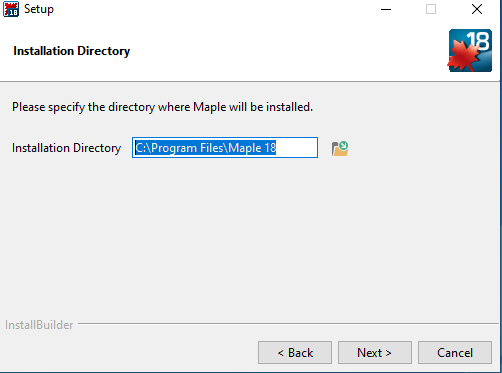 18 Setup
18
Installation Directory
Please specify the directory where Maple will be installed.
Installation Directory C:\Program Files\Maple 18
InstallBuilder
< Back Next > Cancel